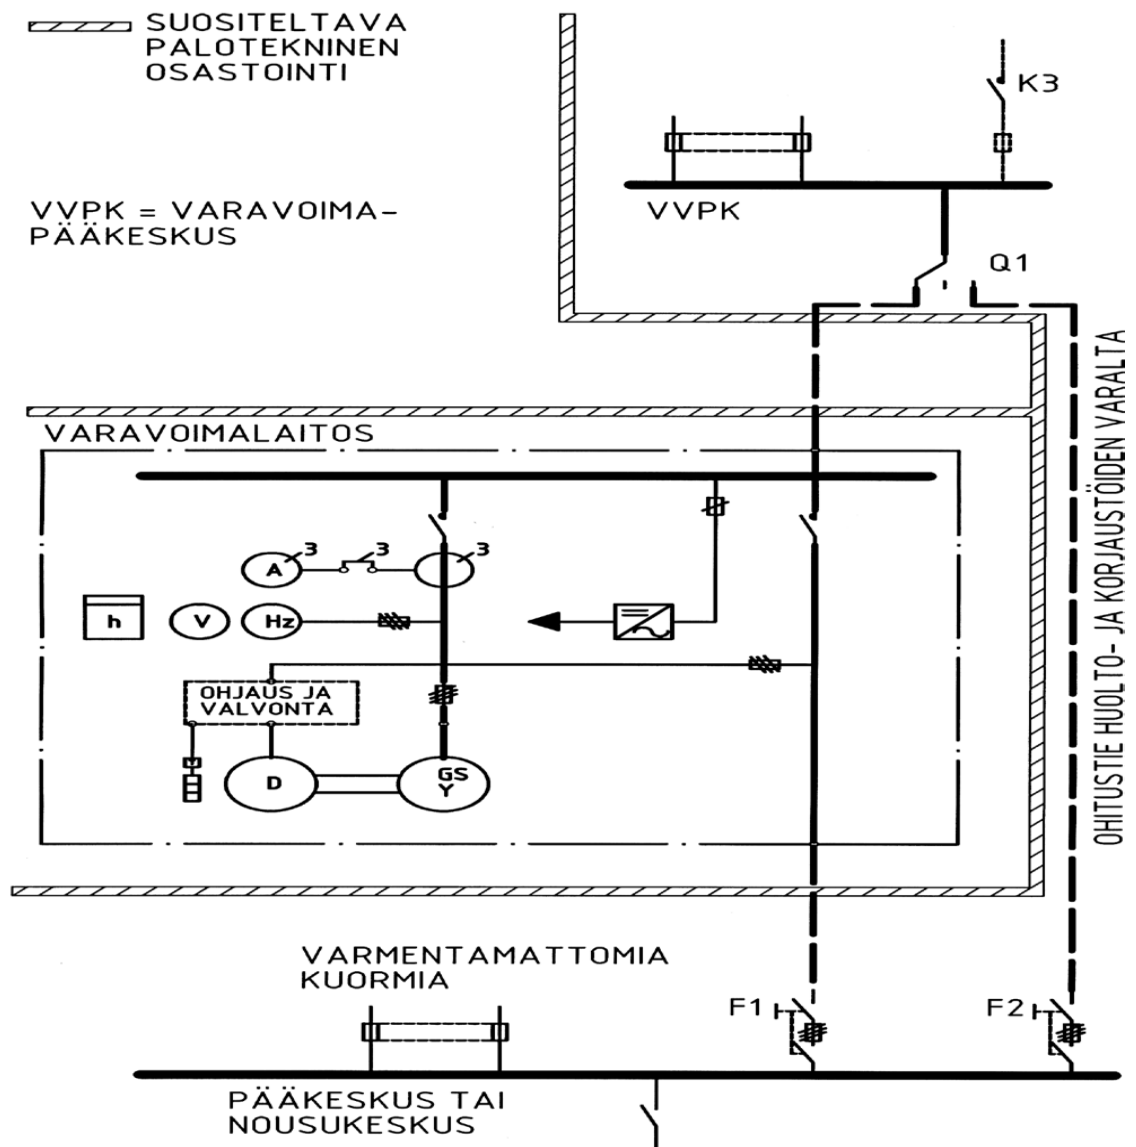 SUOSITELTAVA
PALOTEKNINEN
OSASTOINTI
K3
VVPK = VARAVOIMA-
PÄÄKESKUS
VVPK
Q1
OHITUSTIE HUOLTO- JA KORJAUSTÖIDEN VARALTA
VARAVOIMALAITOS
A
3
3
3
h
V
Hz
OHJAUS JA
VALVONTA
D
GS
Y
VARMENTAMATTOMIA
KUORMIA
F1
F2
PÄÄKESKUS TAI
NOUSUKESKUS